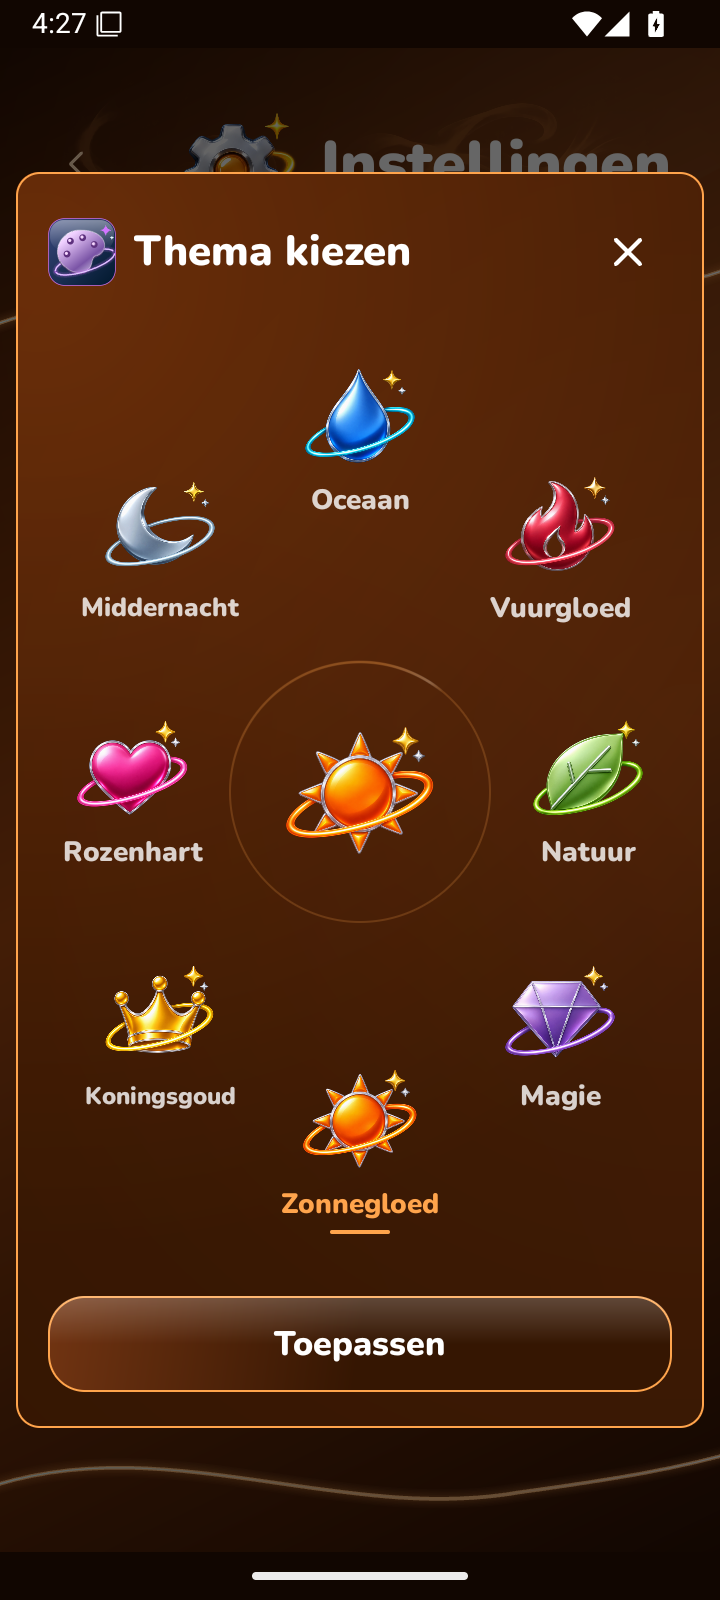 4:27
Instellingen
Thema kiezen
Oceaan
Middernacht
Vuurgloed
Rozenhart
Natuur
Koningsgoud
Magie
Zonnegloed
Toepassen